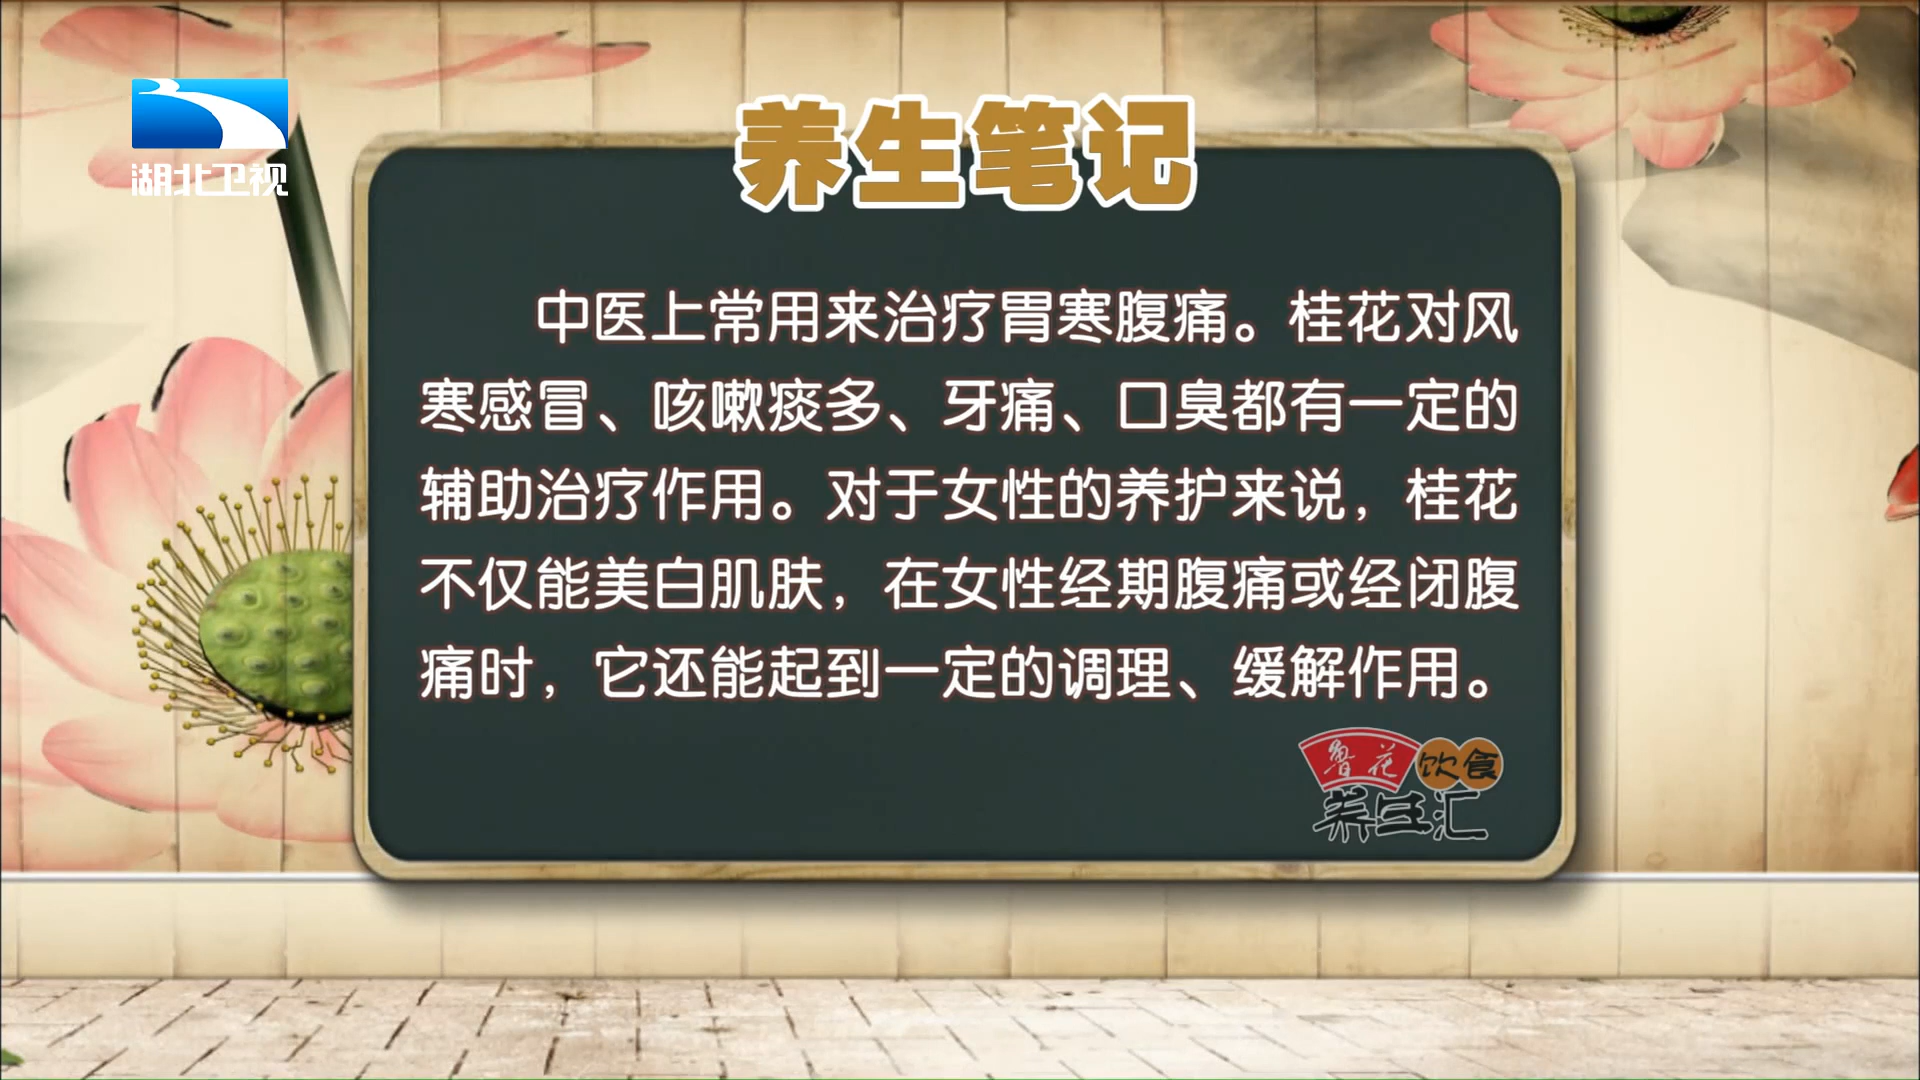 湖北卫视
养生笔记
中医上常用来治疗胃寒腹痛。桂花对风
寒感冒、咳嗽痰多、牙痛、口臭都有一定的
辅助治疗作用。对于女性的养护来说，桂花
不仅能美白肌肤，在女性经期腹痛或经闭腹
痛时，它还能起到一定的调理、缓解作用。
鲁花饮食
养生汇